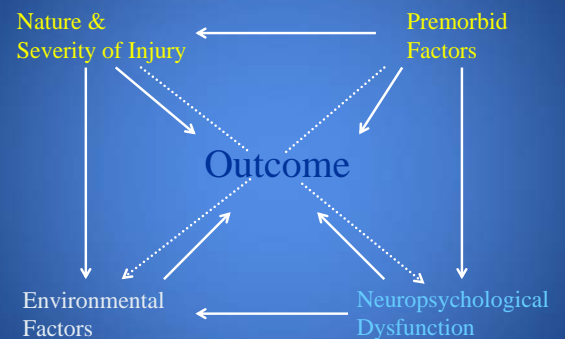 Nature &
Severity of Injury
Premorbid
Factors
Outcome
Environmental
Factors
Neuropsychological
Dysfunction